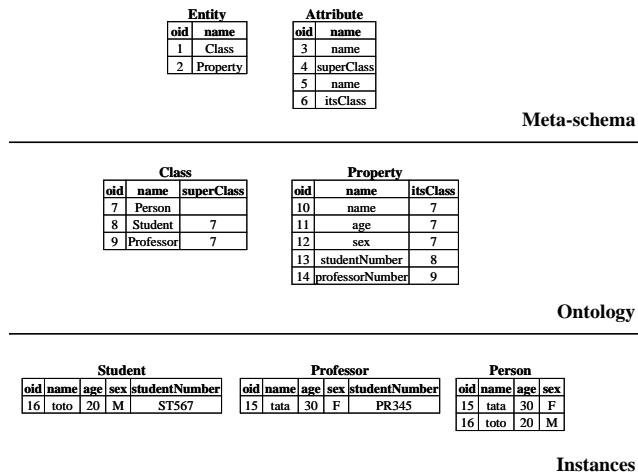 Entity Attribute
oid name oid name
1 Class 3 name
2 Property 4 superClass
5 name
6 itsClass
Meta-schema
Class Property
oid name superClass oid name itsClass
7 Person 10 name 7
8 Student 7 11 age 7
9 Professor 7 12 sex 7
13 studentNumber 8
14 professorNumber 9
Ontology
Student Professor Person
oid name age sex studentNumber oid name age sex studentNumber oid name age sex
16 toto 20 M ST567 15 tata 30 F PR345 15 tata 30 F
16 toto 20 M
Instances